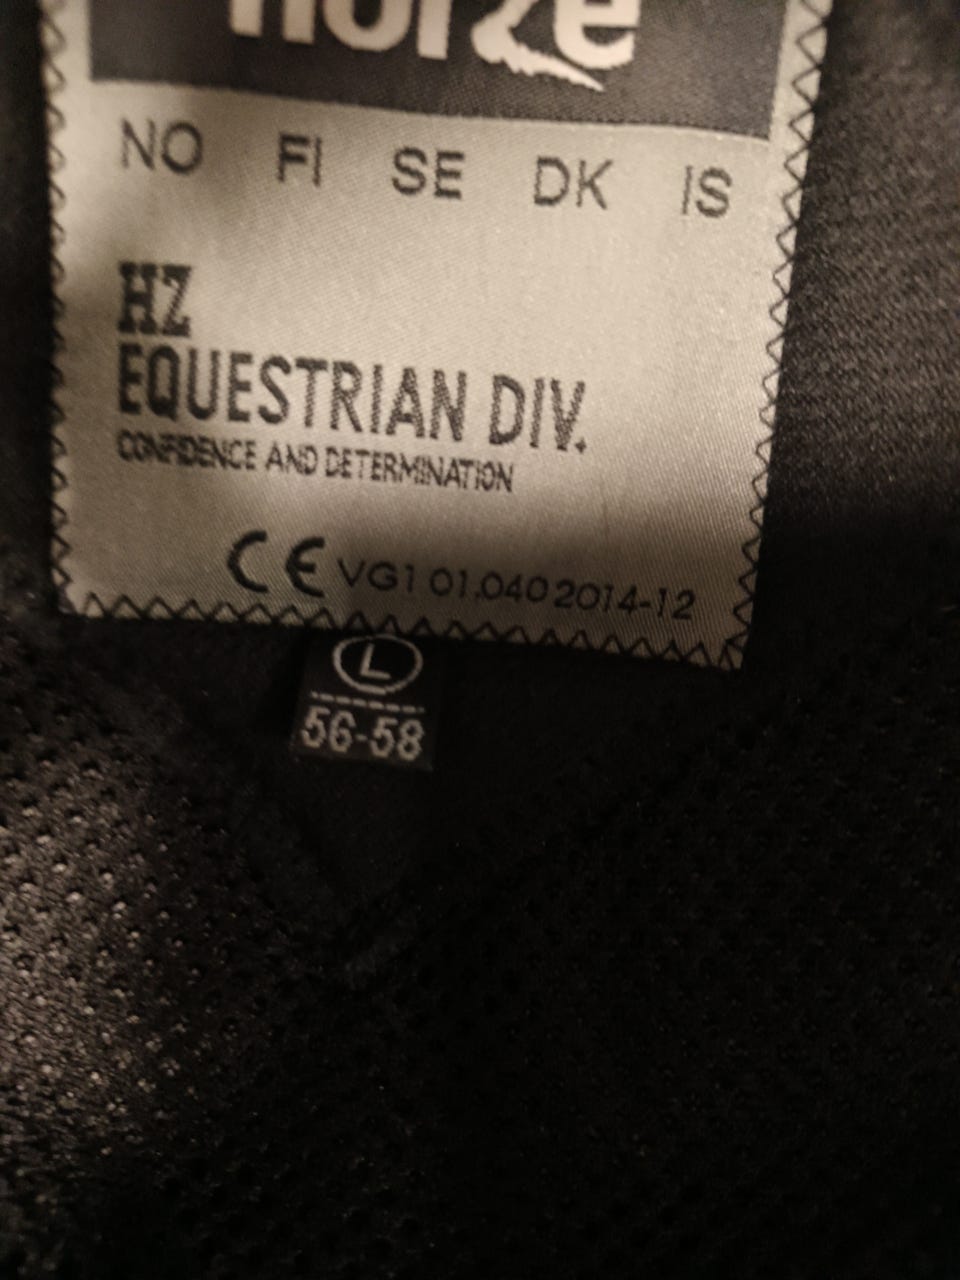 horze
NO FI SE DK IS
HZ
EQUESTRIAN DIV.
CONFIDENCE AND DETERMINATION
CE VG1 01.040 2014-12
L
56-58